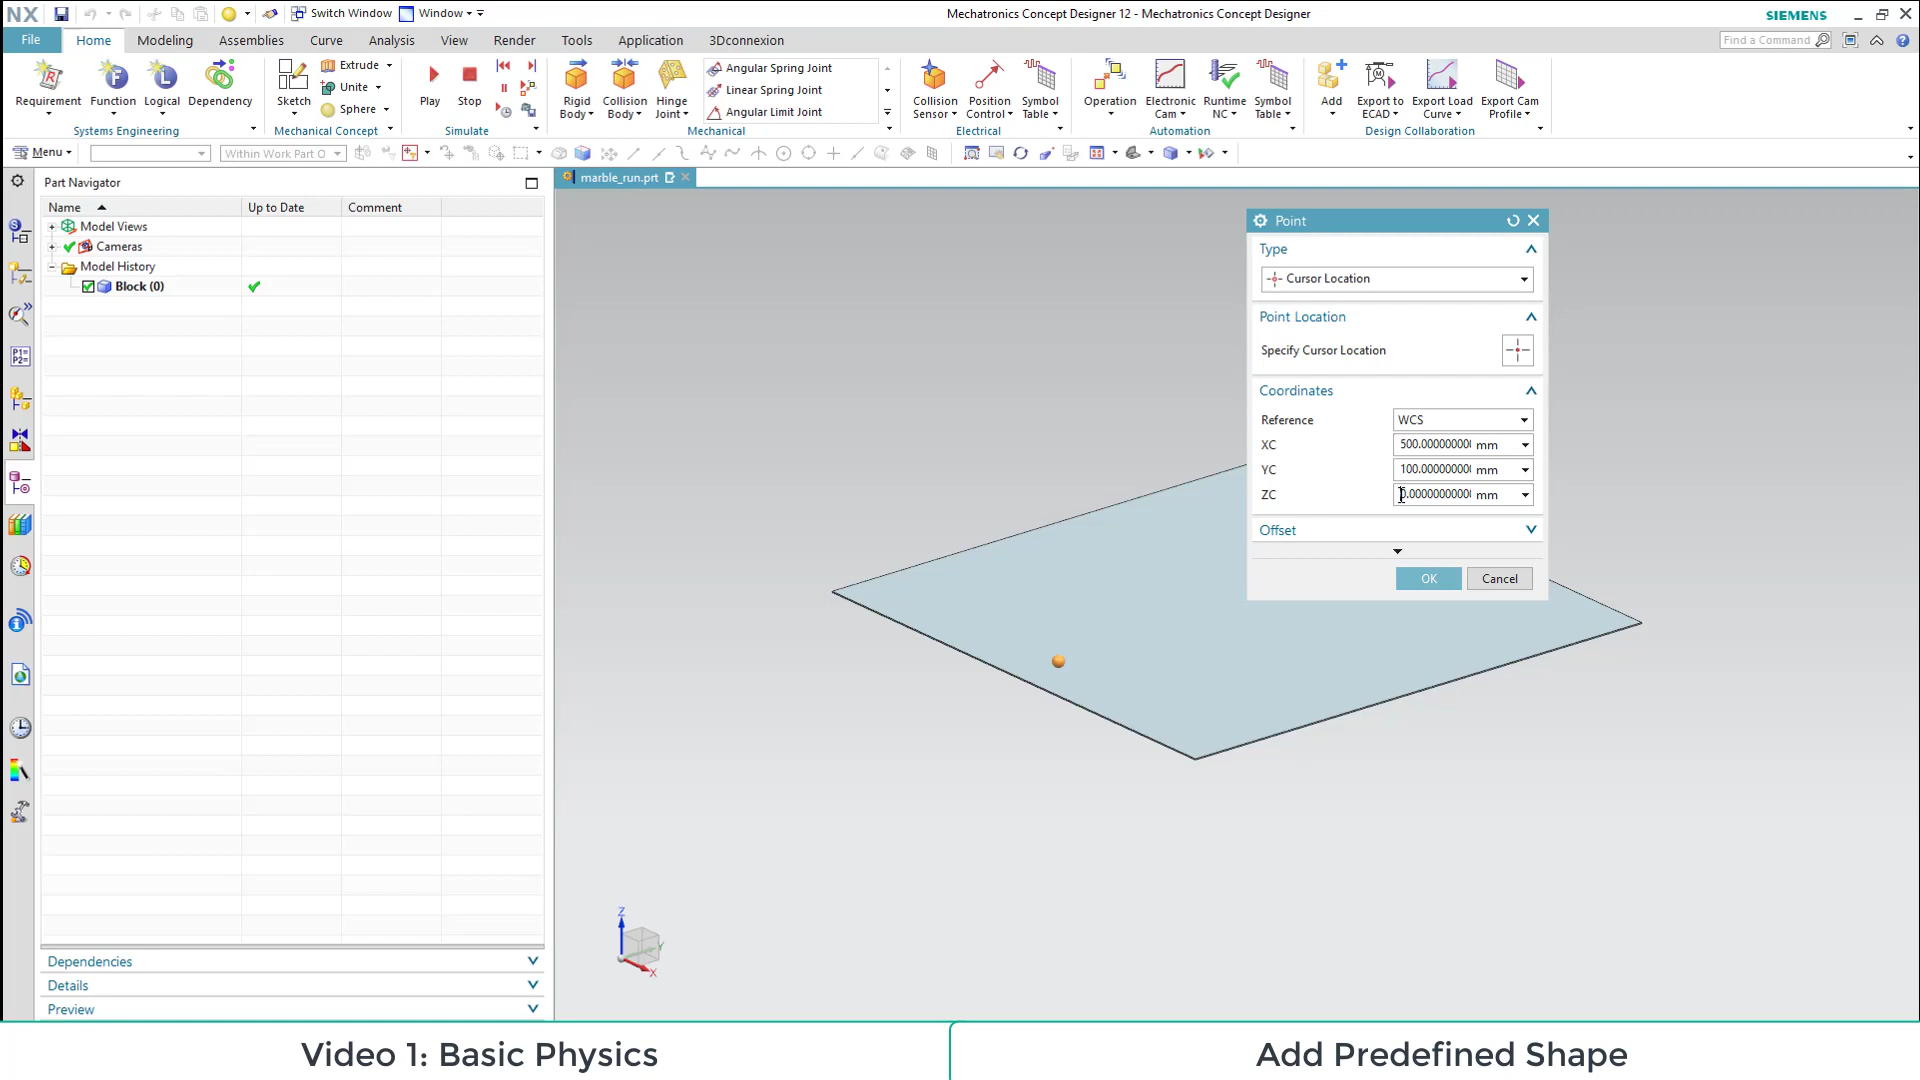 NX
Switch Window
Window
Mechatronics Concept Designer 12 - Mechatronics Concept Designer
SIEMENS
File
Home
Modeling
Assemblies
Curve
Analysis
View
Render
Tools
Application
3Dconnexion
Find a Command
Requirement
Function
Logical
Dependency
Systems Engineering
Sketch
Extrude
Unite
Sphere
Mechanical Concept
Play
Stop
Simulate
Rigid Body
Collision Body
Hinge Joint
Angular Spring Joint
Linear Spring Joint
Angular Limit Joint
Mechanical
Collision Sensor
Position Control
Symbol Table
Electrical
Operation
Electronic Cam
Runtime NC
Symbol Table
Automation
Add
Export to ECAD
Export Load Curve
Export Cam Profile
Design Collaboration
Menu
Within Work Part O
Part Navigator
Name
Up to Date
Comment
Model Views
Cameras
Model History
Block (0)
Dependencies
Details
Preview
marble_run.prt
Point
Type
Cursor Location
Point Location
Specify Cursor Location
Coordinates
Reference
WCS
XC
500.000000000 mm
YC
100.000000000 mm
ZC
0.0000000000 mm
Offset
OK
Cancel
Z
Y
X
Video 1: Basic Physics
Add Predefined Shape